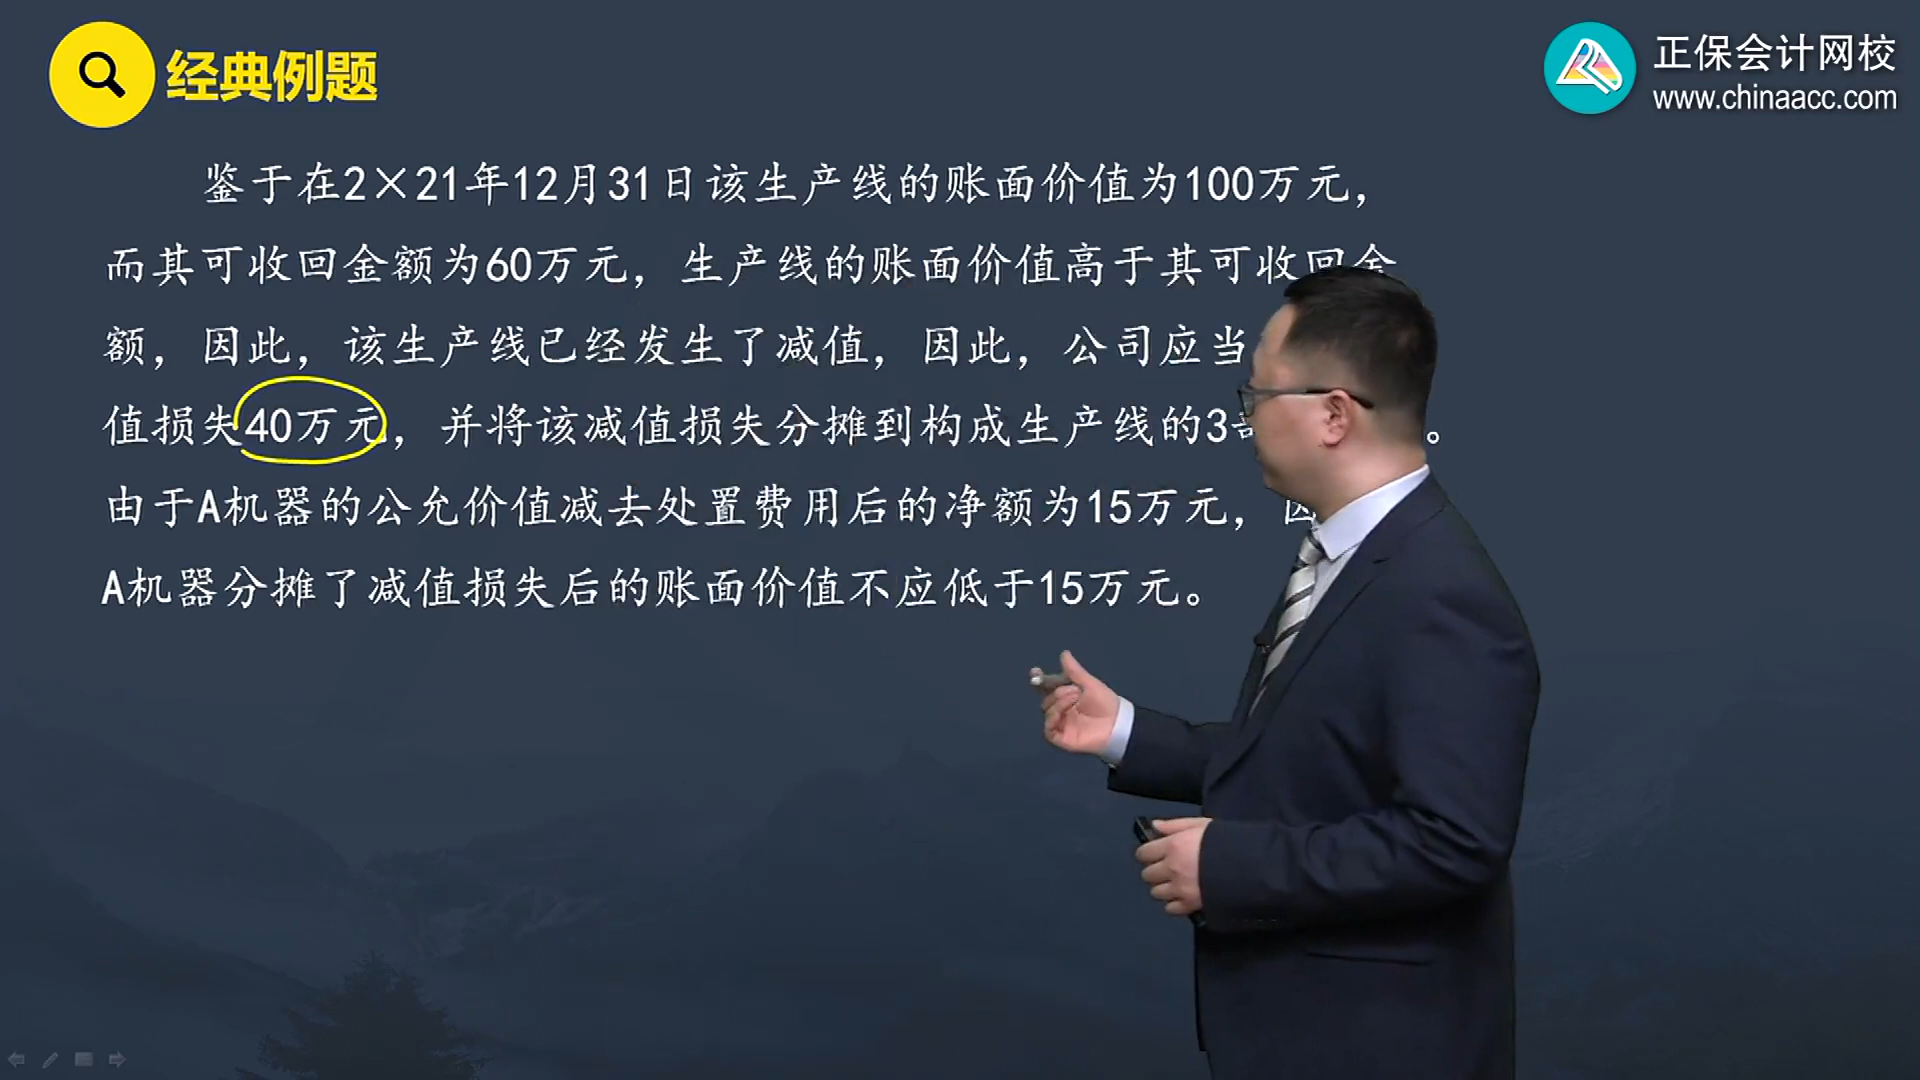 经典例题
正保会计网校
www.chinaacc.com
鉴于在2×21年12月31日该生产线的账面价值为100万元，
而其可收回金额为60万元，生产线的账面价值高于其可收回金
额，因此，该生产线已经发生了减值，因此，公司应当
值损失40万元，并将该减值损失分摊到构成生产线的3 。
由于A机器的公允价值减去处置费用后的净额为15万元，
A机器分摊了减值损失后的账面价值不应低于15万元。